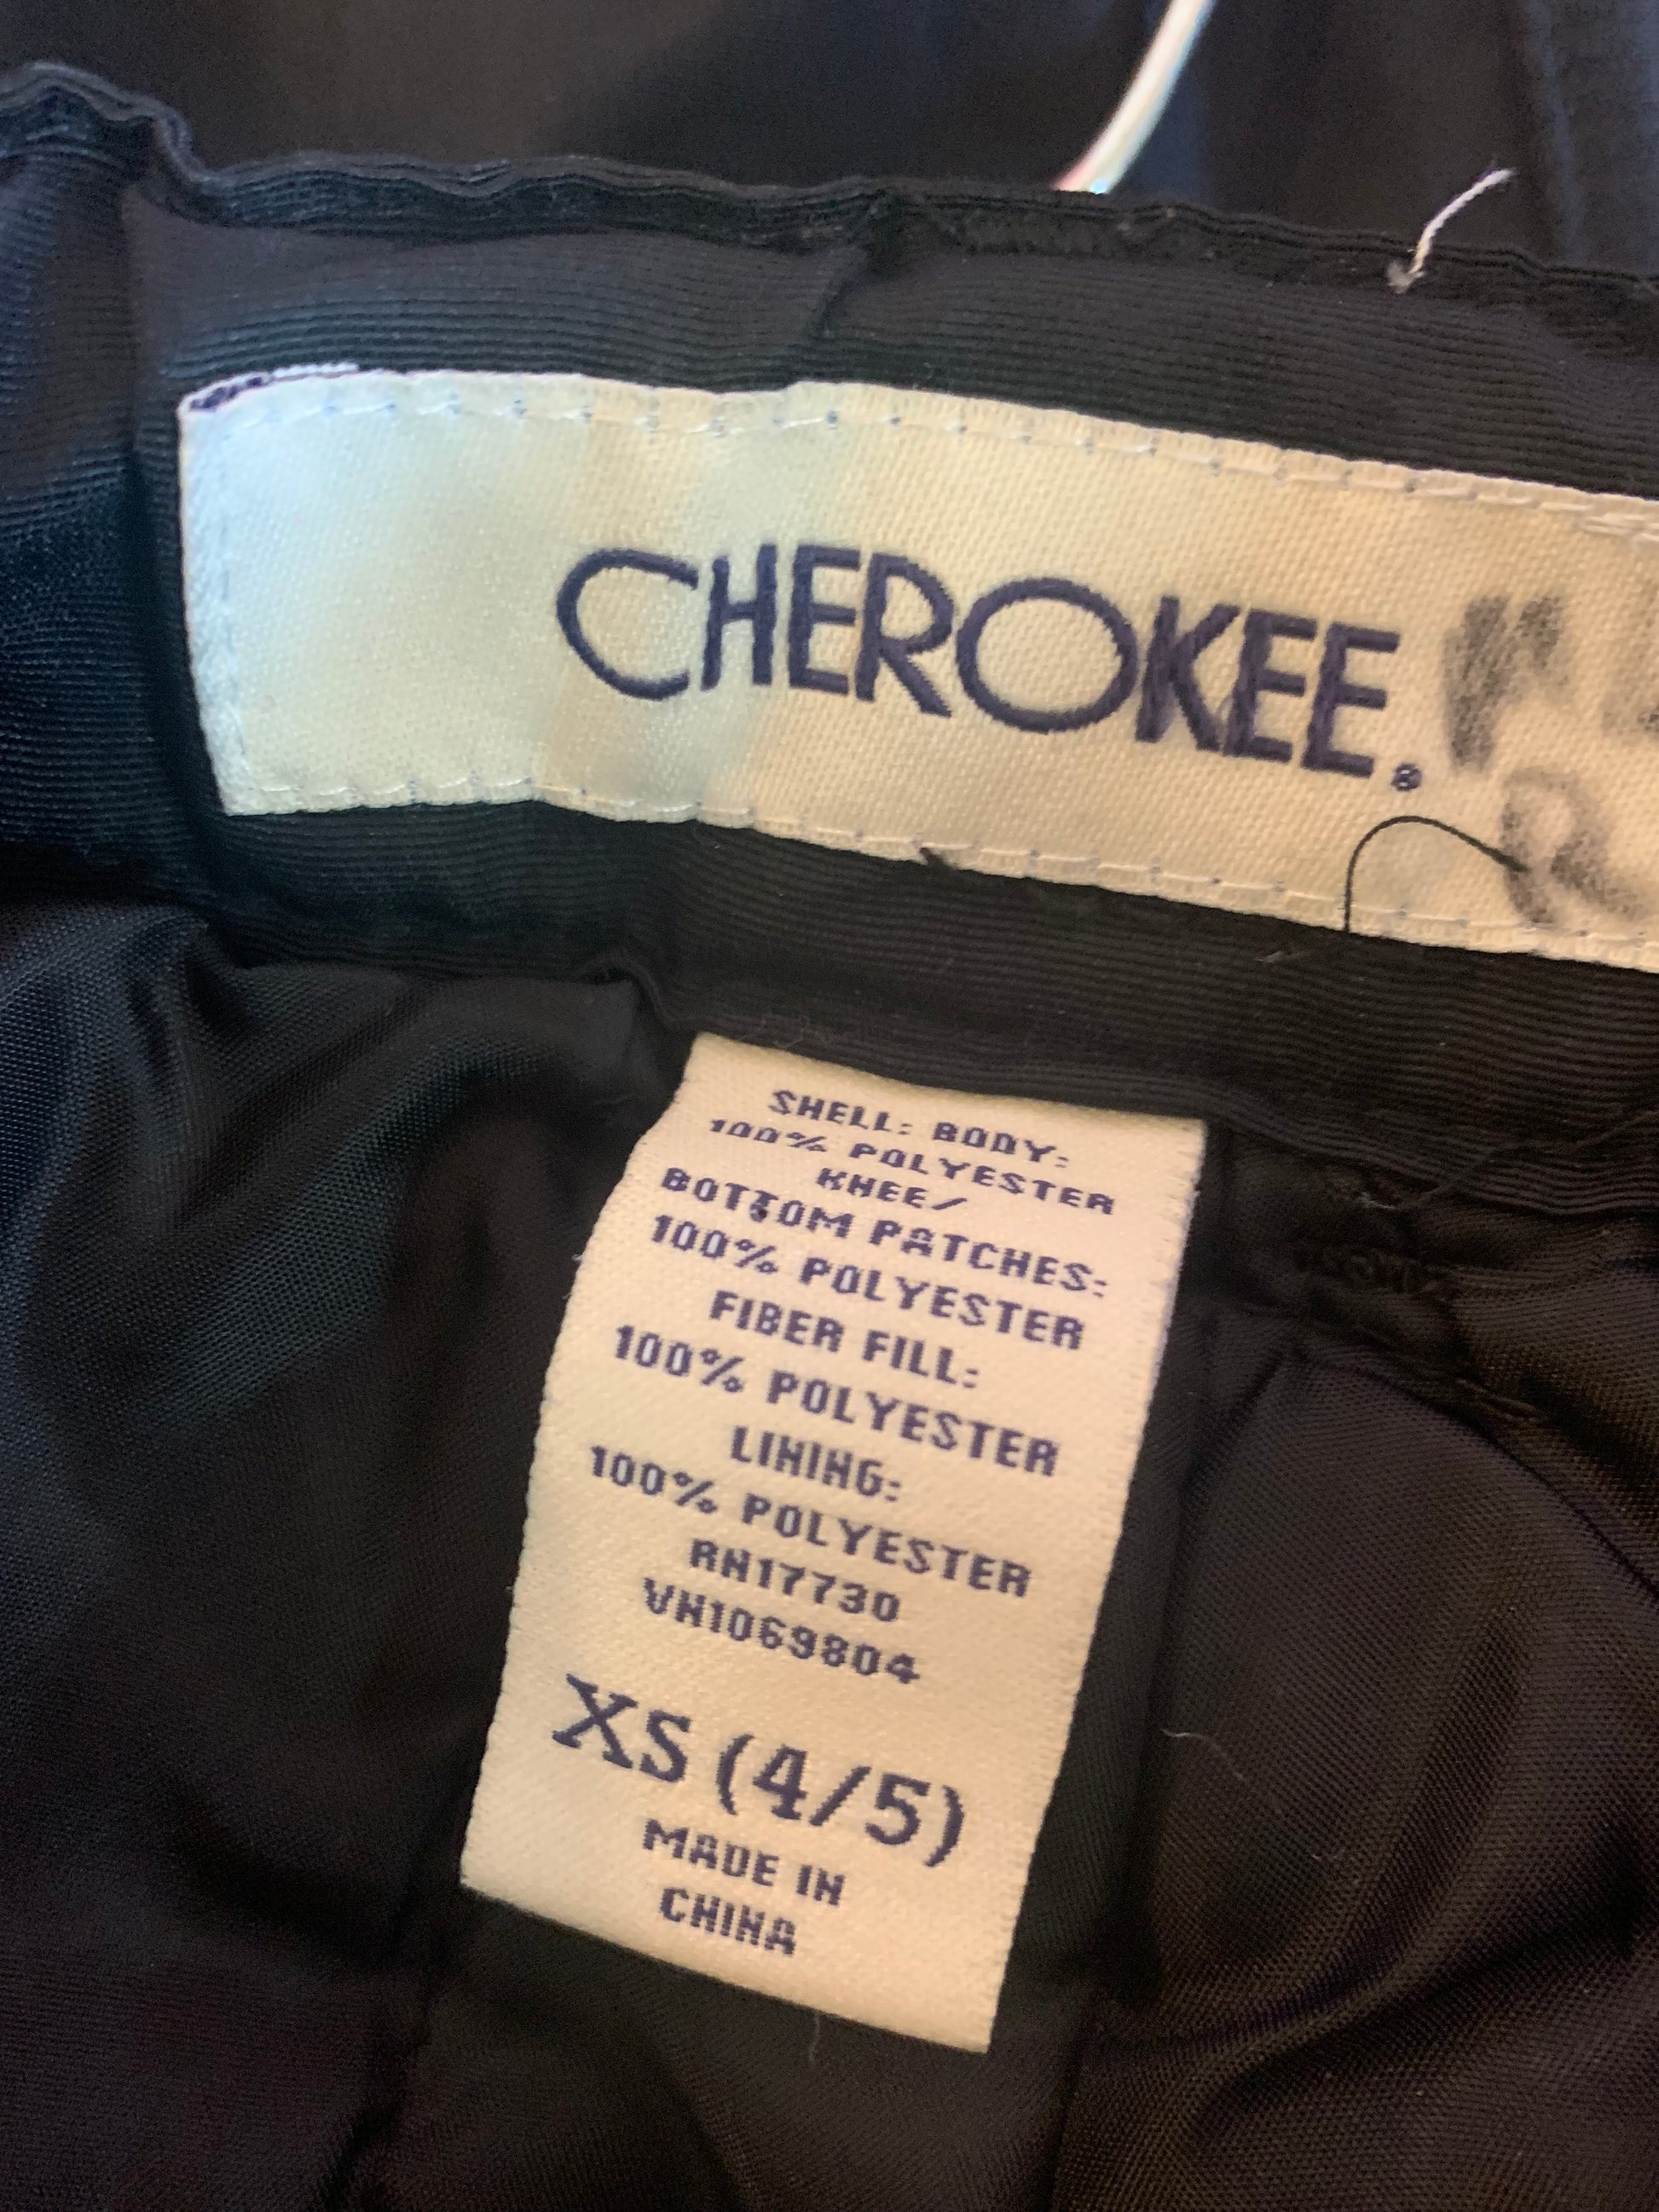 CHEROKEE®
SHELL: BODY:
100% POLYESTER
KNEE/
BOTTOM PATCHES:
100% POLYESTER
FIBER FILL:
100% POLYESTER
LINING:
100% POLYESTER
RN17730
VN1069804
XS (4/5)
MADE IN
CHINA